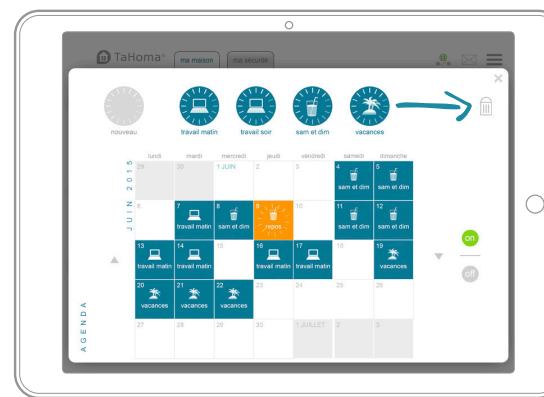 TaHoma®
ma maison
ma sécurité
nouveau
travail matin
travail soir
sam et dim
vacances
lundi mardi mercredi jeudi vendredi samedi dimanche
JUIN 2015
29 30 1 JUIN 2 3 4 5
sam et dim sam et dim
6 7 8 9 10 11 12
travail matin sam et dim repos sam et dim sam et dim
13 14 15 16 17 18 19
travail matin travail matin travail matin travail matin vacances
20 21 22 23 24 25 26
vacances vacances vacances
27 28 29 30 1 JUILLET 2 3
AGENDA
on
off